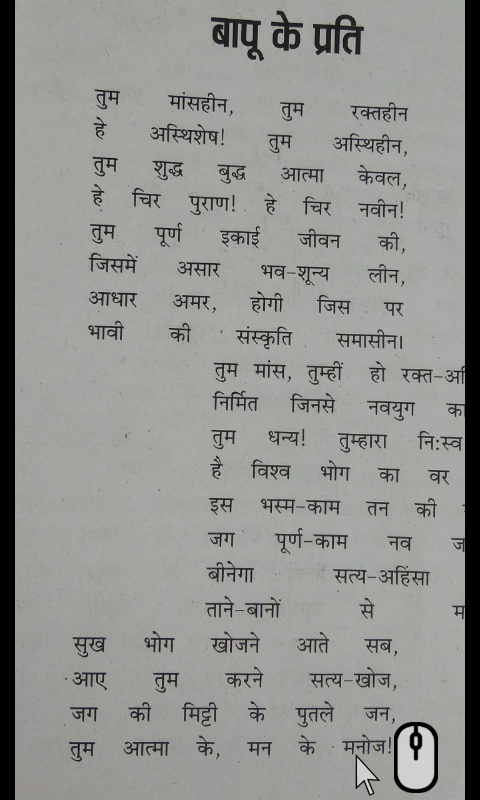 बापू के प्रति
तुम मांसहीन, तुम रक्तहीन
हे अस्थिशेष! तुम अस्थिहीन,
तुम शुद्ध बुद्ध आत्मा केवल,
हे चिर पुराण! हे चिर नवीन!
तुम पूर्ण इकाई जीवन की,
जिसमें असार भव-शून्य लीन,
आधार अमर, होगी जिस पर
भावी की संस्कृति समासीन।
तुम मांस, तुम्हीं हो
निर्मित जिनसे नवयुग
तुम धन्य! तुम्हारा
है विश्व भोग का वर
इस भस्म-काम तन की
जग पूर्ण-काम नव
बीनेगा सत्य-अहिंसा
ताने-बानों से
सुख भोग खोजने आते सब,
आए तुम करने सत्य-खोज,
जग की मिट्टी के पुतले जन,
तुम आत्मा के, मन के मनोज!